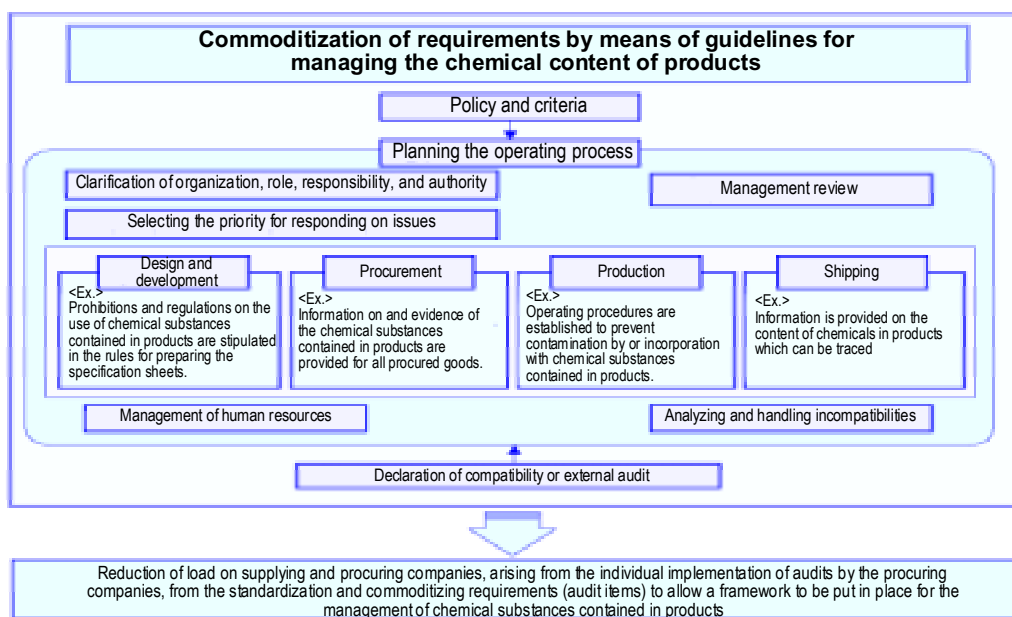 Commoditization of requirements by means of guidelines for
managing the chemical content of products
Policy and criteria
Planning the operating process
Clarification of organization, role, responsibility, and authority
Management review
Selecting the priority for responding on issues
Design and
development
<Ex.>
Prohibitions and regulations on the
use of chemical substances
contained in products are stipulated
in the rules for preparing the
specification sheets.
Procurement
<Ex.>
Information on and evidence of
the chemical substances
contained in products are
provided for all procured goods.
Production
<Ex.>
Operating procedures are
established to prevent
contamination by or incorporation
with chemical substances
contained in products.
Shipping
<Ex.>
Information is provided on the
content of chemicals in products
which can be traced
Management of human resources
Analyzing and handling incompatibilities
Declaration of compatibility or external audit
Reduction of load on supplying and procuring companies, arising from the individual implementation of audits by the procuring
companies, from the standardization and commoditizing requirements (audit items) to allow a framework to be put in place for the
management of chemical substances contained in products